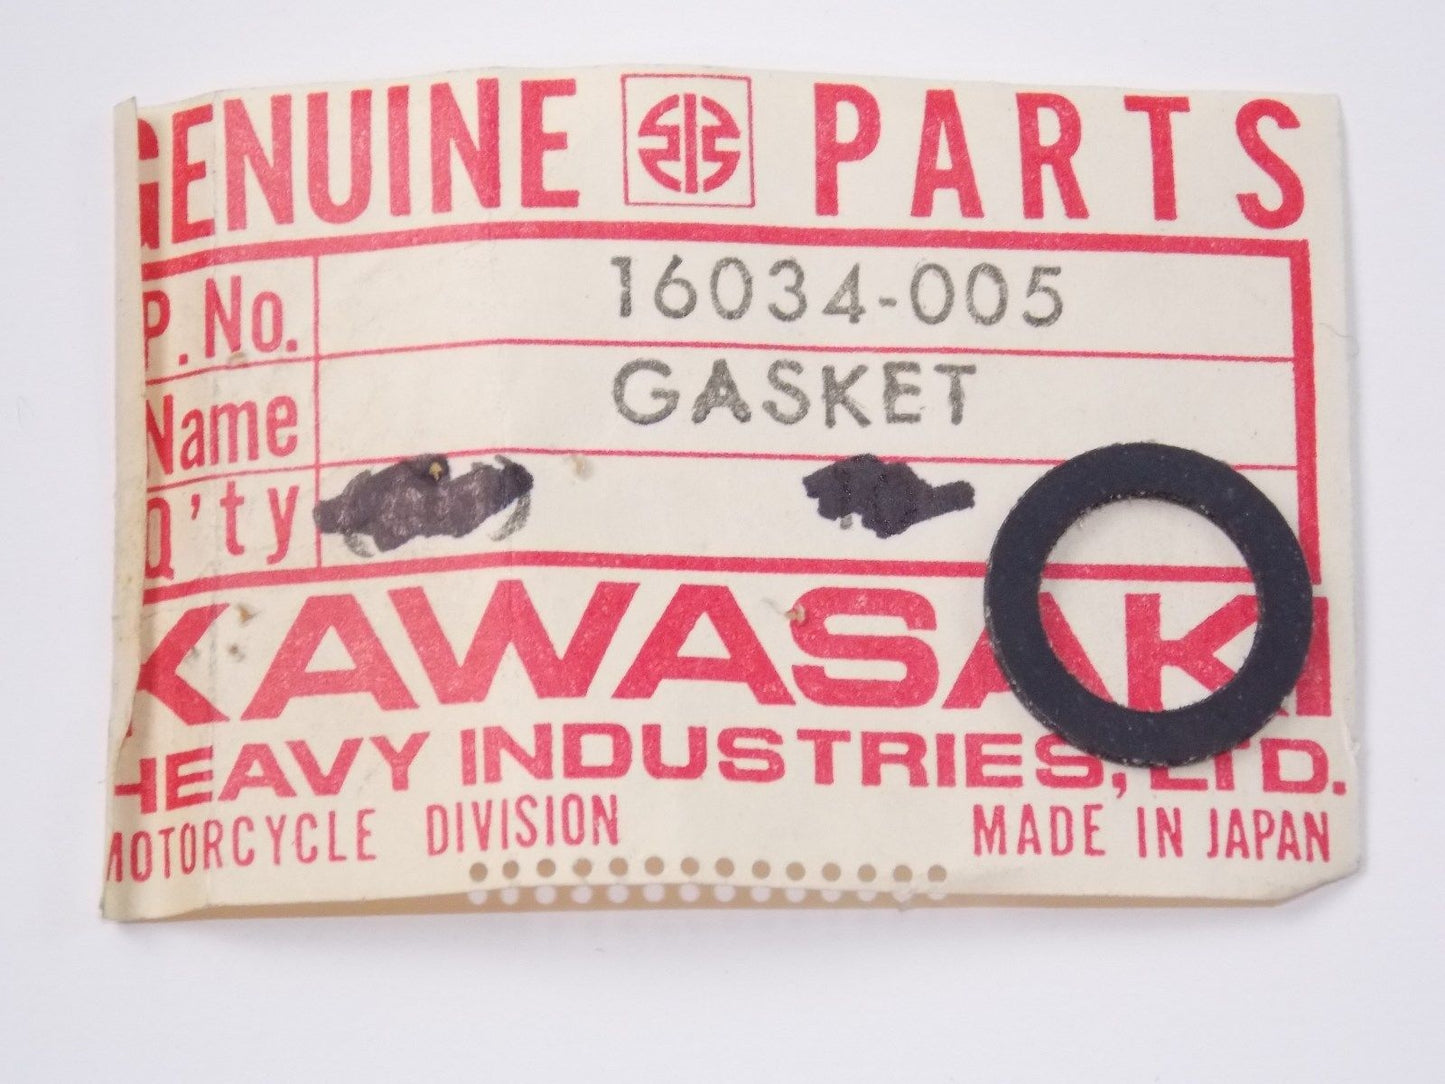 GENUINE PARTS
P. No. 16034-005
Name GASKET
Q'ty
KAWASAKI
HEAVY INDUSTRIES, LTD.
MOTORCYCLE DIVISION MADE IN JAPAN